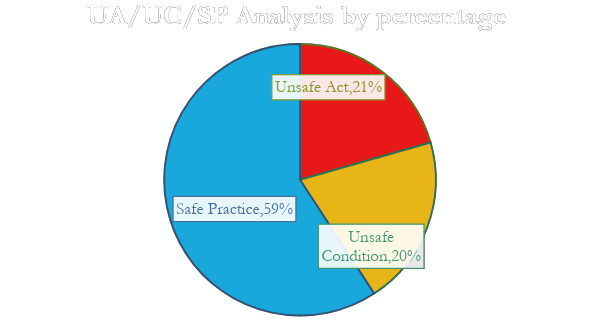 UA/UC/SP Analysis by percentage
Unsafe Act,21%
Safe Practice,59%
Unsafe
Condition,20%